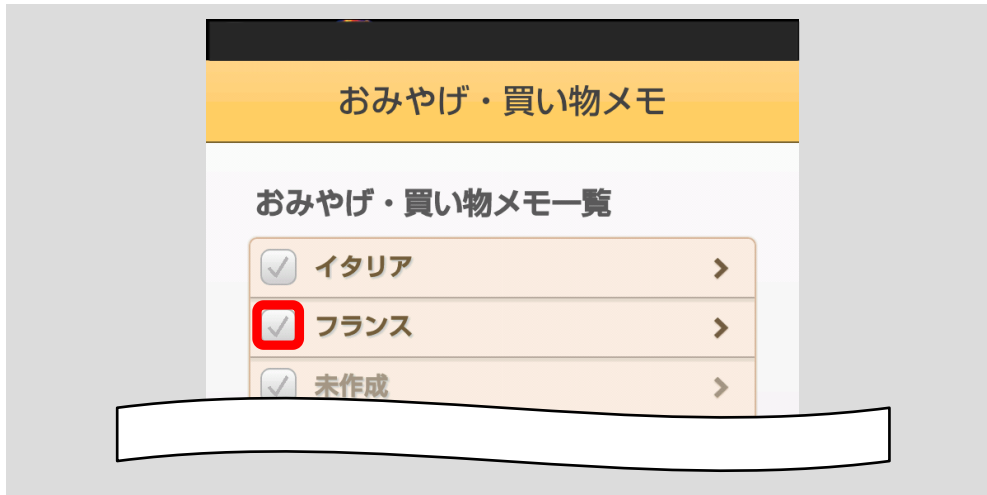 おみやげ・買い物メモ
おみやげ・買い物メモ一覧
イタリア
フランス
未作成